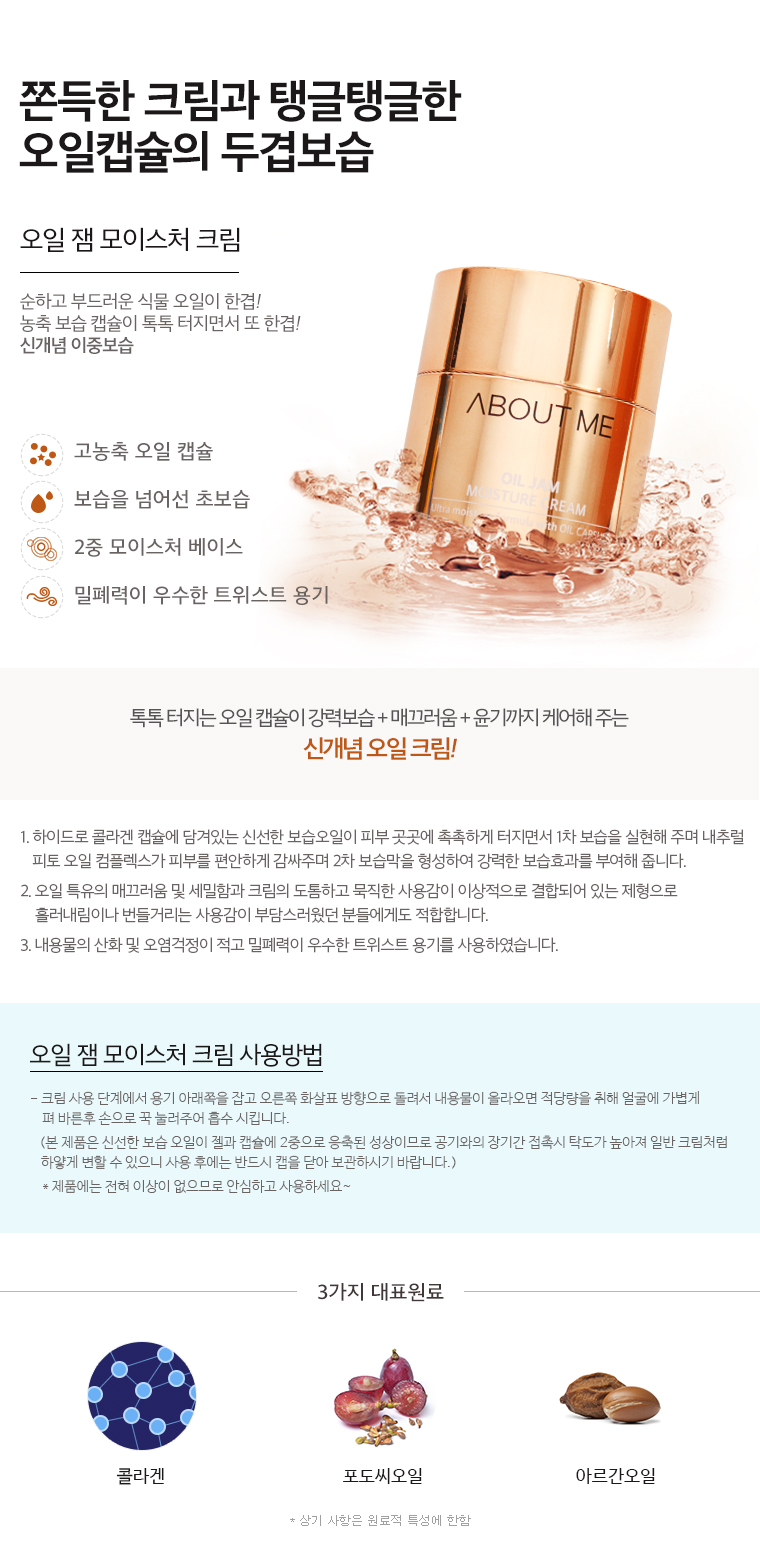 쫀득한 크림과 탱글탱글한
오일캡슐의 두겹보습
오일 잼 모이스처 크림
순하고 부드러운 식물 오일이 한겹!
농축 보습 캡슐이 톡톡 터지면서 또 한겹!
신개념 이중보습
ABOUT ME
OIL JAM
MOISTURE CREAM
Ultra with OIL
고농축 오일 캡슐
보습을 넘어선 초보습
2중 모이스처 베이스
밀폐력이 우수한 트위스트 용기
톡톡 터지는 오일 캡슐이 강력보습 + 매끄러움 + 윤기까지 케어해 주는
신개념 오일 크림!
1. 하이드로 콜라겐 캡슐에 담겨있는 신선한 보습오일이 피부 곳곳에 촉촉하게 터지면서 1차 보습을 실현해 주며 내추럴
피토 오일 컴플렉스가 피부를 편안하게 감싸주며 2차 보습막을 형성하여 강력한 보습효과를 부여해 줍니다.
2. 오일 특유의 매끄러움 및 세밀함과 크림의 도톰하고 묵직한 사용감이 이상적으로 결합되어 있는 제형으로
흘러내림이나 번들거리는 사용감이 부담스러웠던 분들에게도 적합합니다.
3. 내용물의 산화 및 오염걱정이 적고 밀폐력이 우수한 트위스트 용기를 사용하였습니다.
오일 잼 모이스처 크림 사용방법
- 크림 사용 단계에서 용기 아래쪽을 잡고 오른쪽 화살표 방향으로 돌려서 내용물이 올라오면 적당량을 취해 얼굴에 가볍게
펴 바른후 손으로 꾹 눌러주어 흡수 시킵니다.
(본 제품은 신선한 보습 오일이 젤과 캡슐에 2중으로 응축된 성상이므로 공기와의 장기간 접촉시 탁도가 높아져 일반 크림처럼
하얗게 변할 수 있으니 사용 후에는 반드시 캡을 닫아 보관하시기 바랍니다.)
* 제품에는 전혀 이상이 없으므로 안심하고 사용하세요~
3가지 대표원료
콜라겐
포도씨오일
아르간오일
* 상기 사항은 원료적 특성에 한함